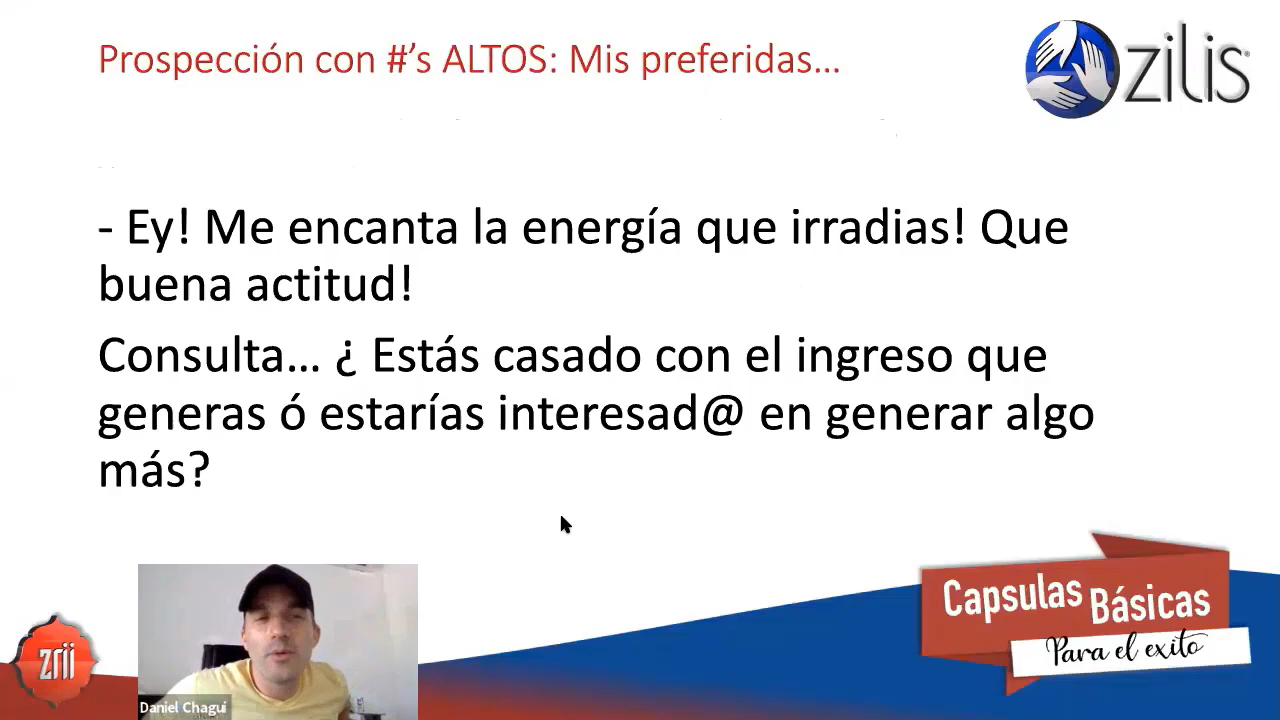 Prospección con #’s ALTOS: Mis preferidas...
zilis
- Ey! Me encanta la energía que irradias! Que
buena actitud!
Consulta... ¿ Estás casado con el ingreso que
generas ó estarías interesad@ en generar algo
más?
Capsulas Básicas
Para el exito
zrii
Daniel Chagui